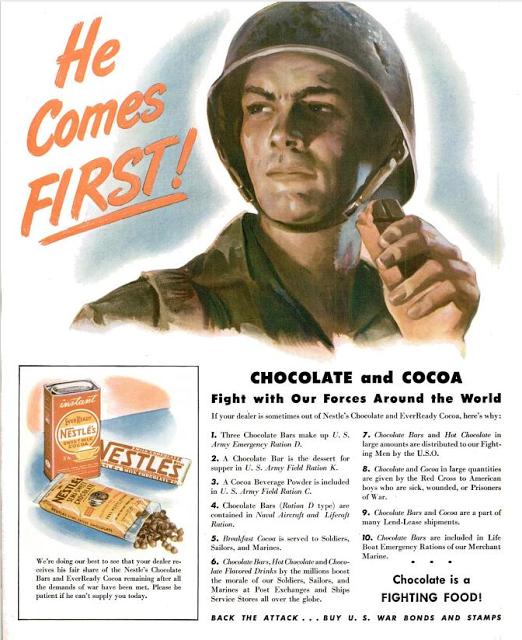 He
Comes
FIRST!
CHOCOLATE and COCOA
Fight with Our Forces Around the World
If your dealer is sometimes out of Nestle's Chocolate and EverReady Cocoa, here's why:
1. Three Chocolate Bars make up U. S.
Army Emergency Ration D.
2. A Chocolate Bar is the dessert for
supper in U. S. Army Field Ration K.
3. A Cocoa Beverage Powder is included
in U. S. Army Field Ration C.
4. Chocolate Bars (Ration D type) are
contained in Naval Aircraft and Lifecraft
Ration.
5. Breakfast Cocoa is served to Soldiers,
Sailors, and Marines.
6. Chocolate Bars, Hot Chocolate and Choco-
late Flavored Drinks by the millions boost
the morale of our Soldiers, Sailors, and
Marines at Post Exchanges and Ships
Service Stores all over the globe.
7. Chocolate Bars and Hot Chocolate in
large amounts are distributed to our Fight-
ing Men by the U.S.O.
8. Chocolate and Cocoa in large quantities
are given by the Red Cross to American
boys who are sick, wounded, or Prisoners
of War.
9. Chocolate Bars and Cocoa are a part of
many Lend-Lease shipments.
10. Chocolate Bars are included in Life
Boat Emergency Rations of our Merchant
Marine.
Chocolate is a
FIGHTING FOOD!
instant
EVERREADY
NESTLÉ'S
SWEET MILK
COCOA
NESTLÉ'S
NESTLÉ'S
We're doing our best to see that your dealer re-
ceives his fair share of the Nestle's Chocolate
Bars and EverReady Cocoa remaining after all
the demands of war have been met. Please be
patient if he can't supply you today.
BACK THE ATTACK . . . BUY U. S. WAR BONDS AND STAMPS